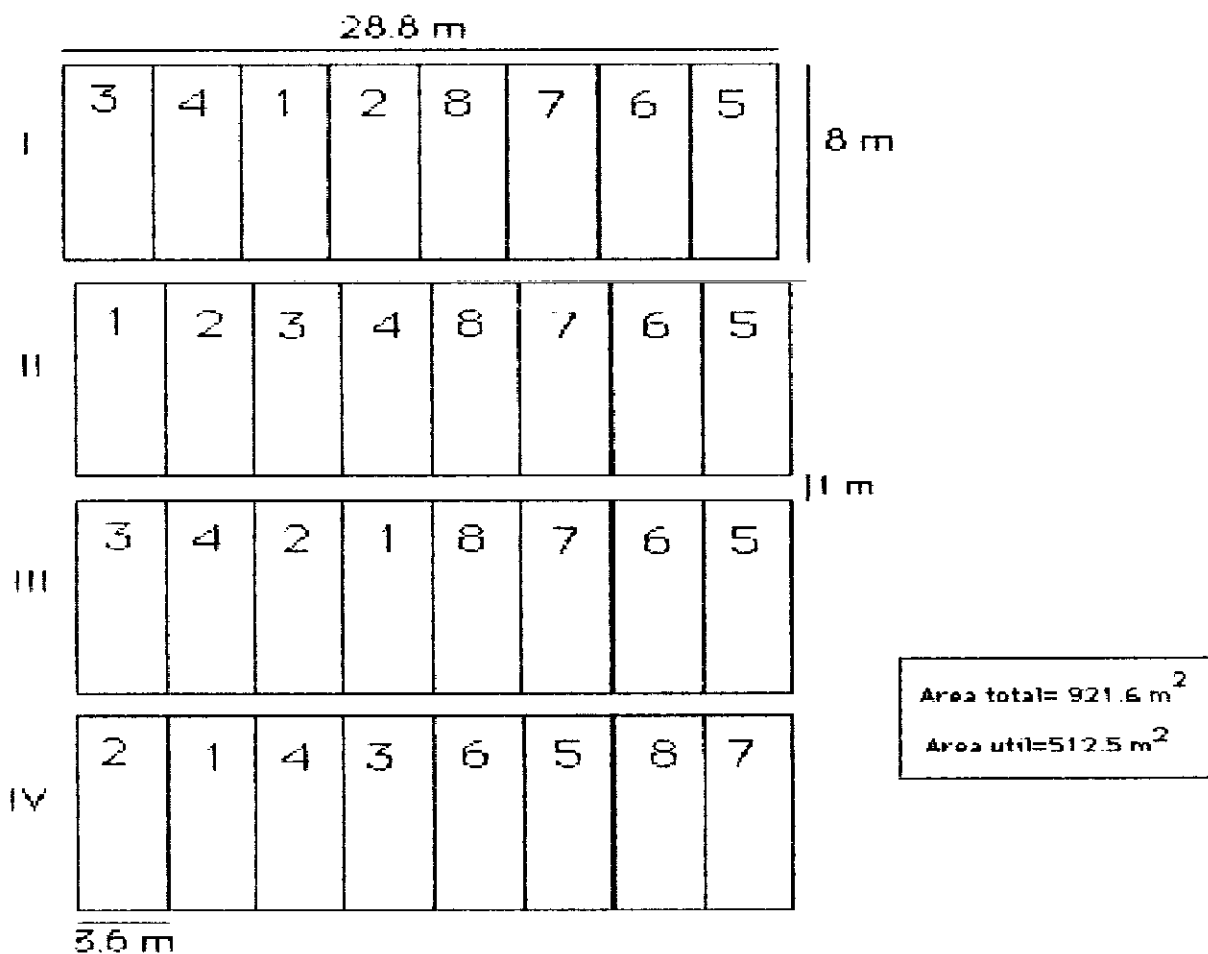 28.8 m
I 3 4 1 2 8 7 6 5 8 m
II 1 2 3 4 8 7 6 5
1 m
III 3 4 2 1 8 7 6 5
Area total= 921.6 m²
Area util=512.5 m²
IV 2 1 4 3 6 5 8 7
3.6 m